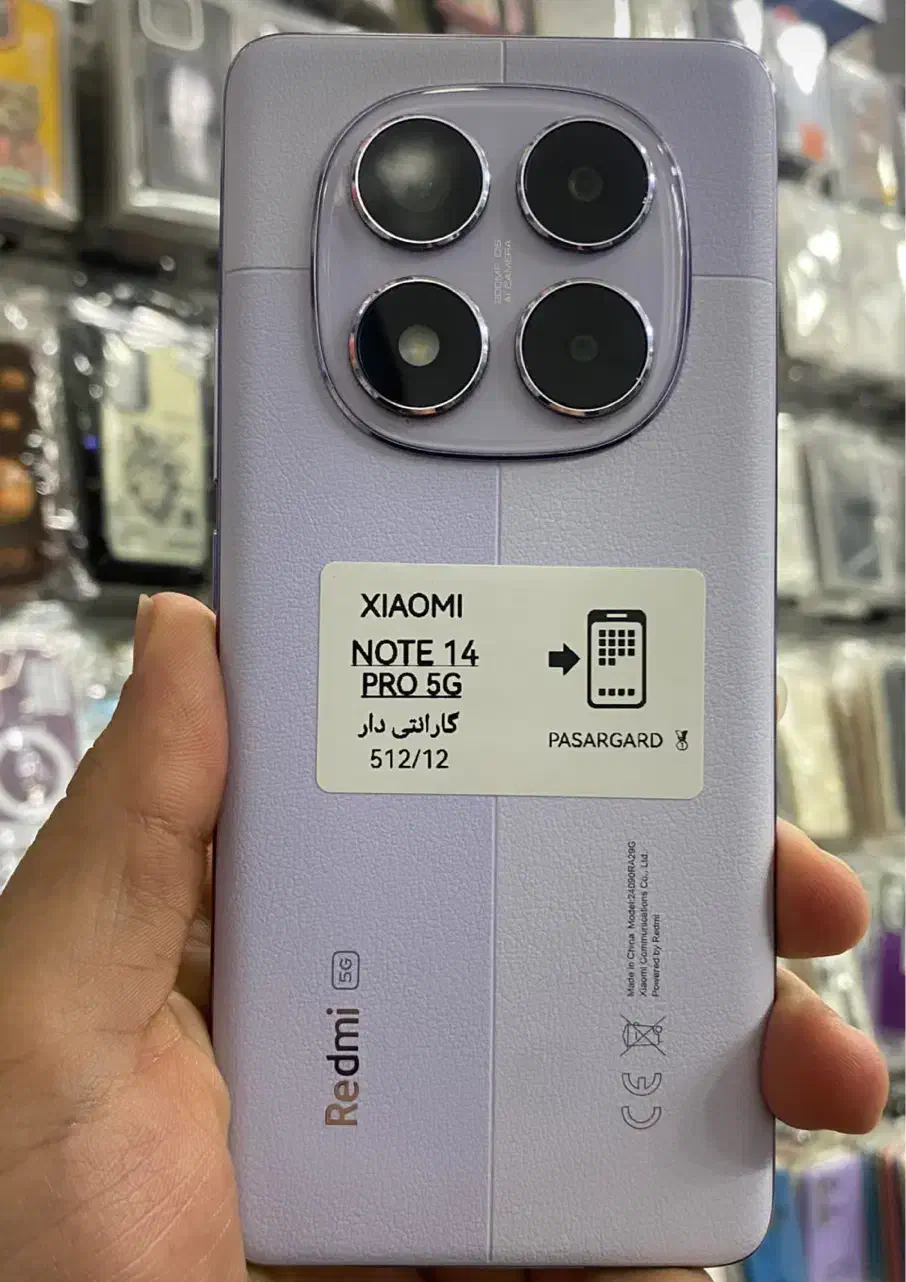 200MP OIS
AI CAMERA
XIAOMI
NOTE 14
PRO 5G
گارانتی دار
512/12
PASARGARD
Redmi 5G
Made in China Model:24090RA29G
Xiaomi Communications Co., Ltd.
Powered by Redmi
CE